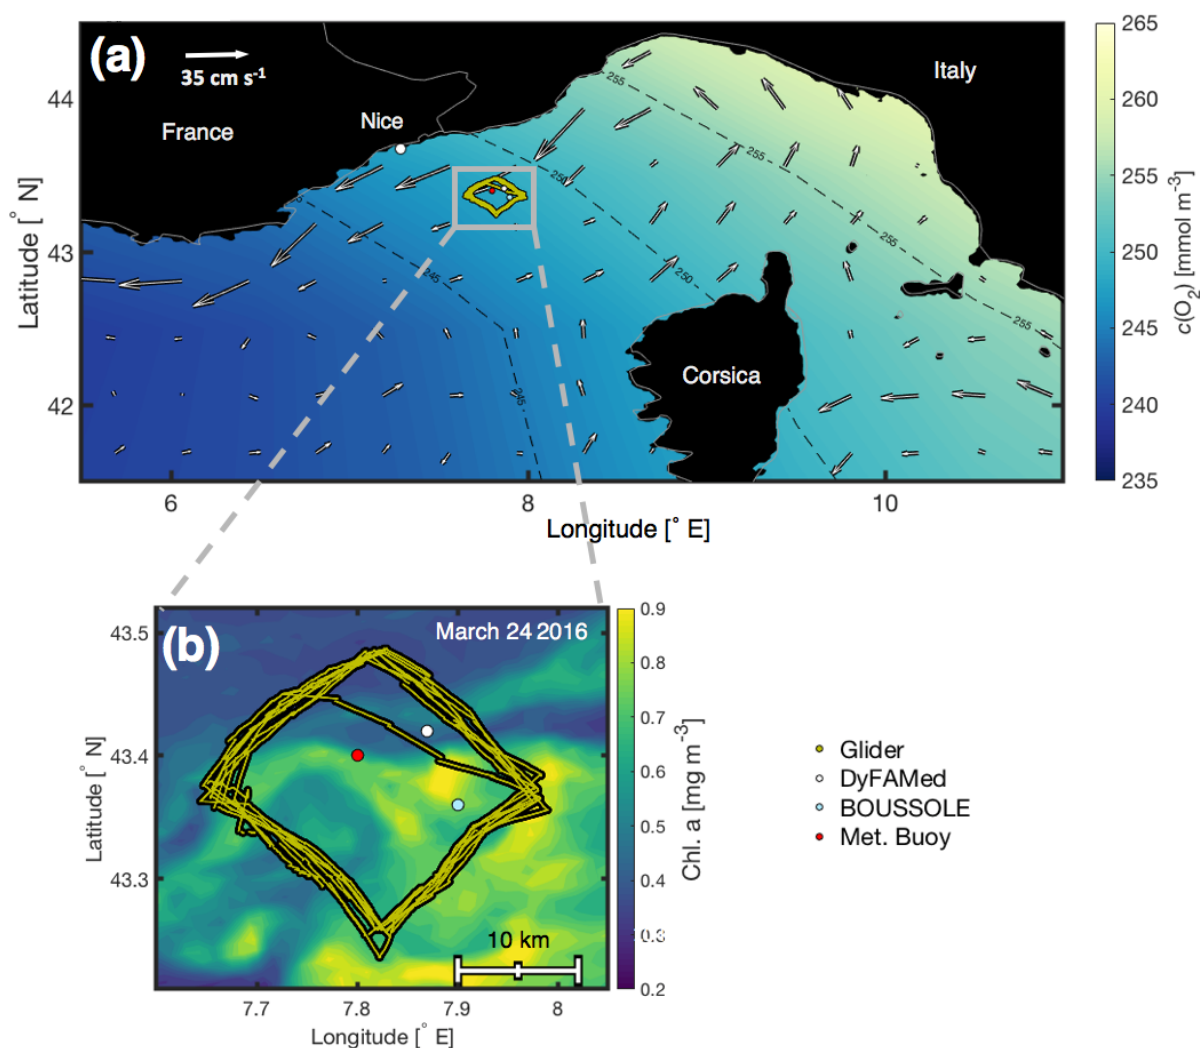 (a)
35 cm s-1
France
Nice
Italy
Corsica
255
255
255
255
250
250
245
245
44
43
42
Latitude [° N]
6
8
10
Longitude [° E]
265
260
255
250
245
240
235
c(O2) [mmol m-3]
(b)
March 24 2016
10 km
43.5
43.4
43.3
Latitude [° N]
7.7
7.8
7.9
8
Longitude [° E]
0.9
0.8
0.7
0.6
0.5
0.4
0.3
0.2
Chl. a [mg m-3]
Glider
DyFAMed
BOUSSOLE
Met. Buoy